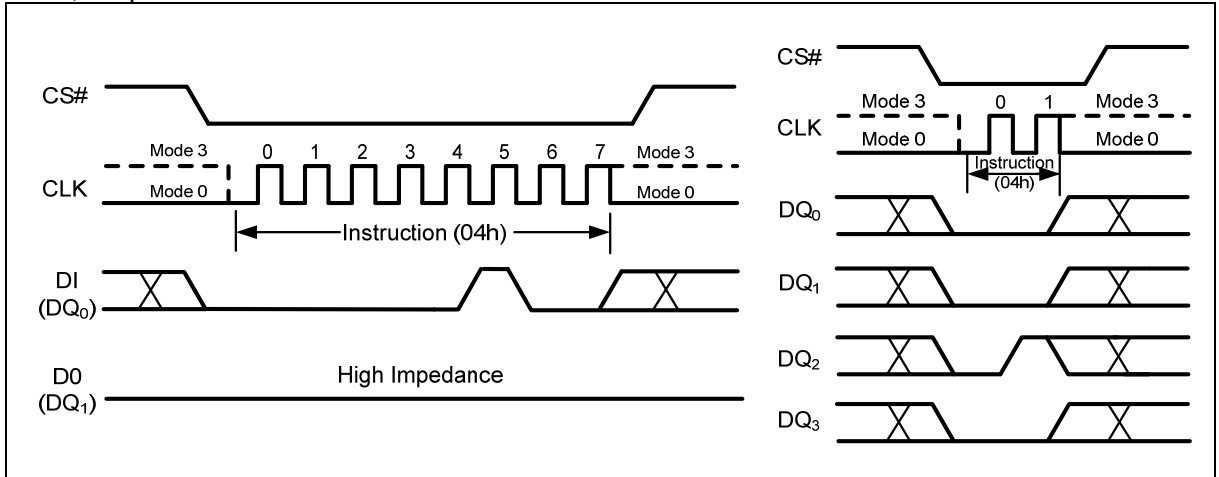 CS#
Mode 3
0 1 2 3 4 5 6 7
Mode 3
CLK
Mode 0
Mode 0
Instruction (04h)
DI
(DQ₀)
D0
(DQ₁)
High Impedance
CS#
Mode 3
0 1
Mode 3
CLK
Mode 0
Mode 0
Instruction
(04h)
DQ₀
DQ₁
DQ₂
DQ₃